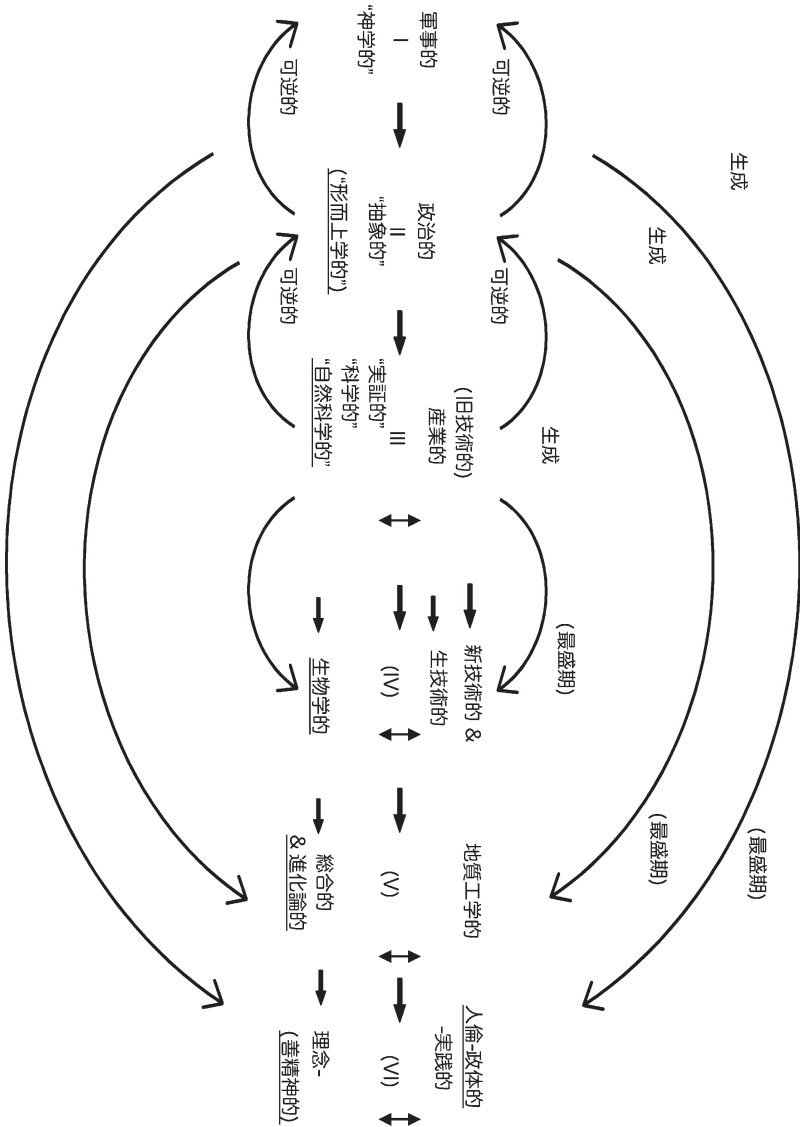 生成
生成
生成
(最盛期)
(最盛期)
(最盛期)
可逆的
可逆的
軍事的
I
“神学的”
政治的
II
“抽象的”
(“形而上学的”)
(旧技術的)
産業的
III
“実証的”
“科学的”
“自然科学的”
新技術的 &
生技術的
(IV)
生物学的
地質工学的
(V)
総合的
& 進化論的
人倫-政体的
-実践的
(VI)
理念-
(善精神的)
可逆的
可逆的